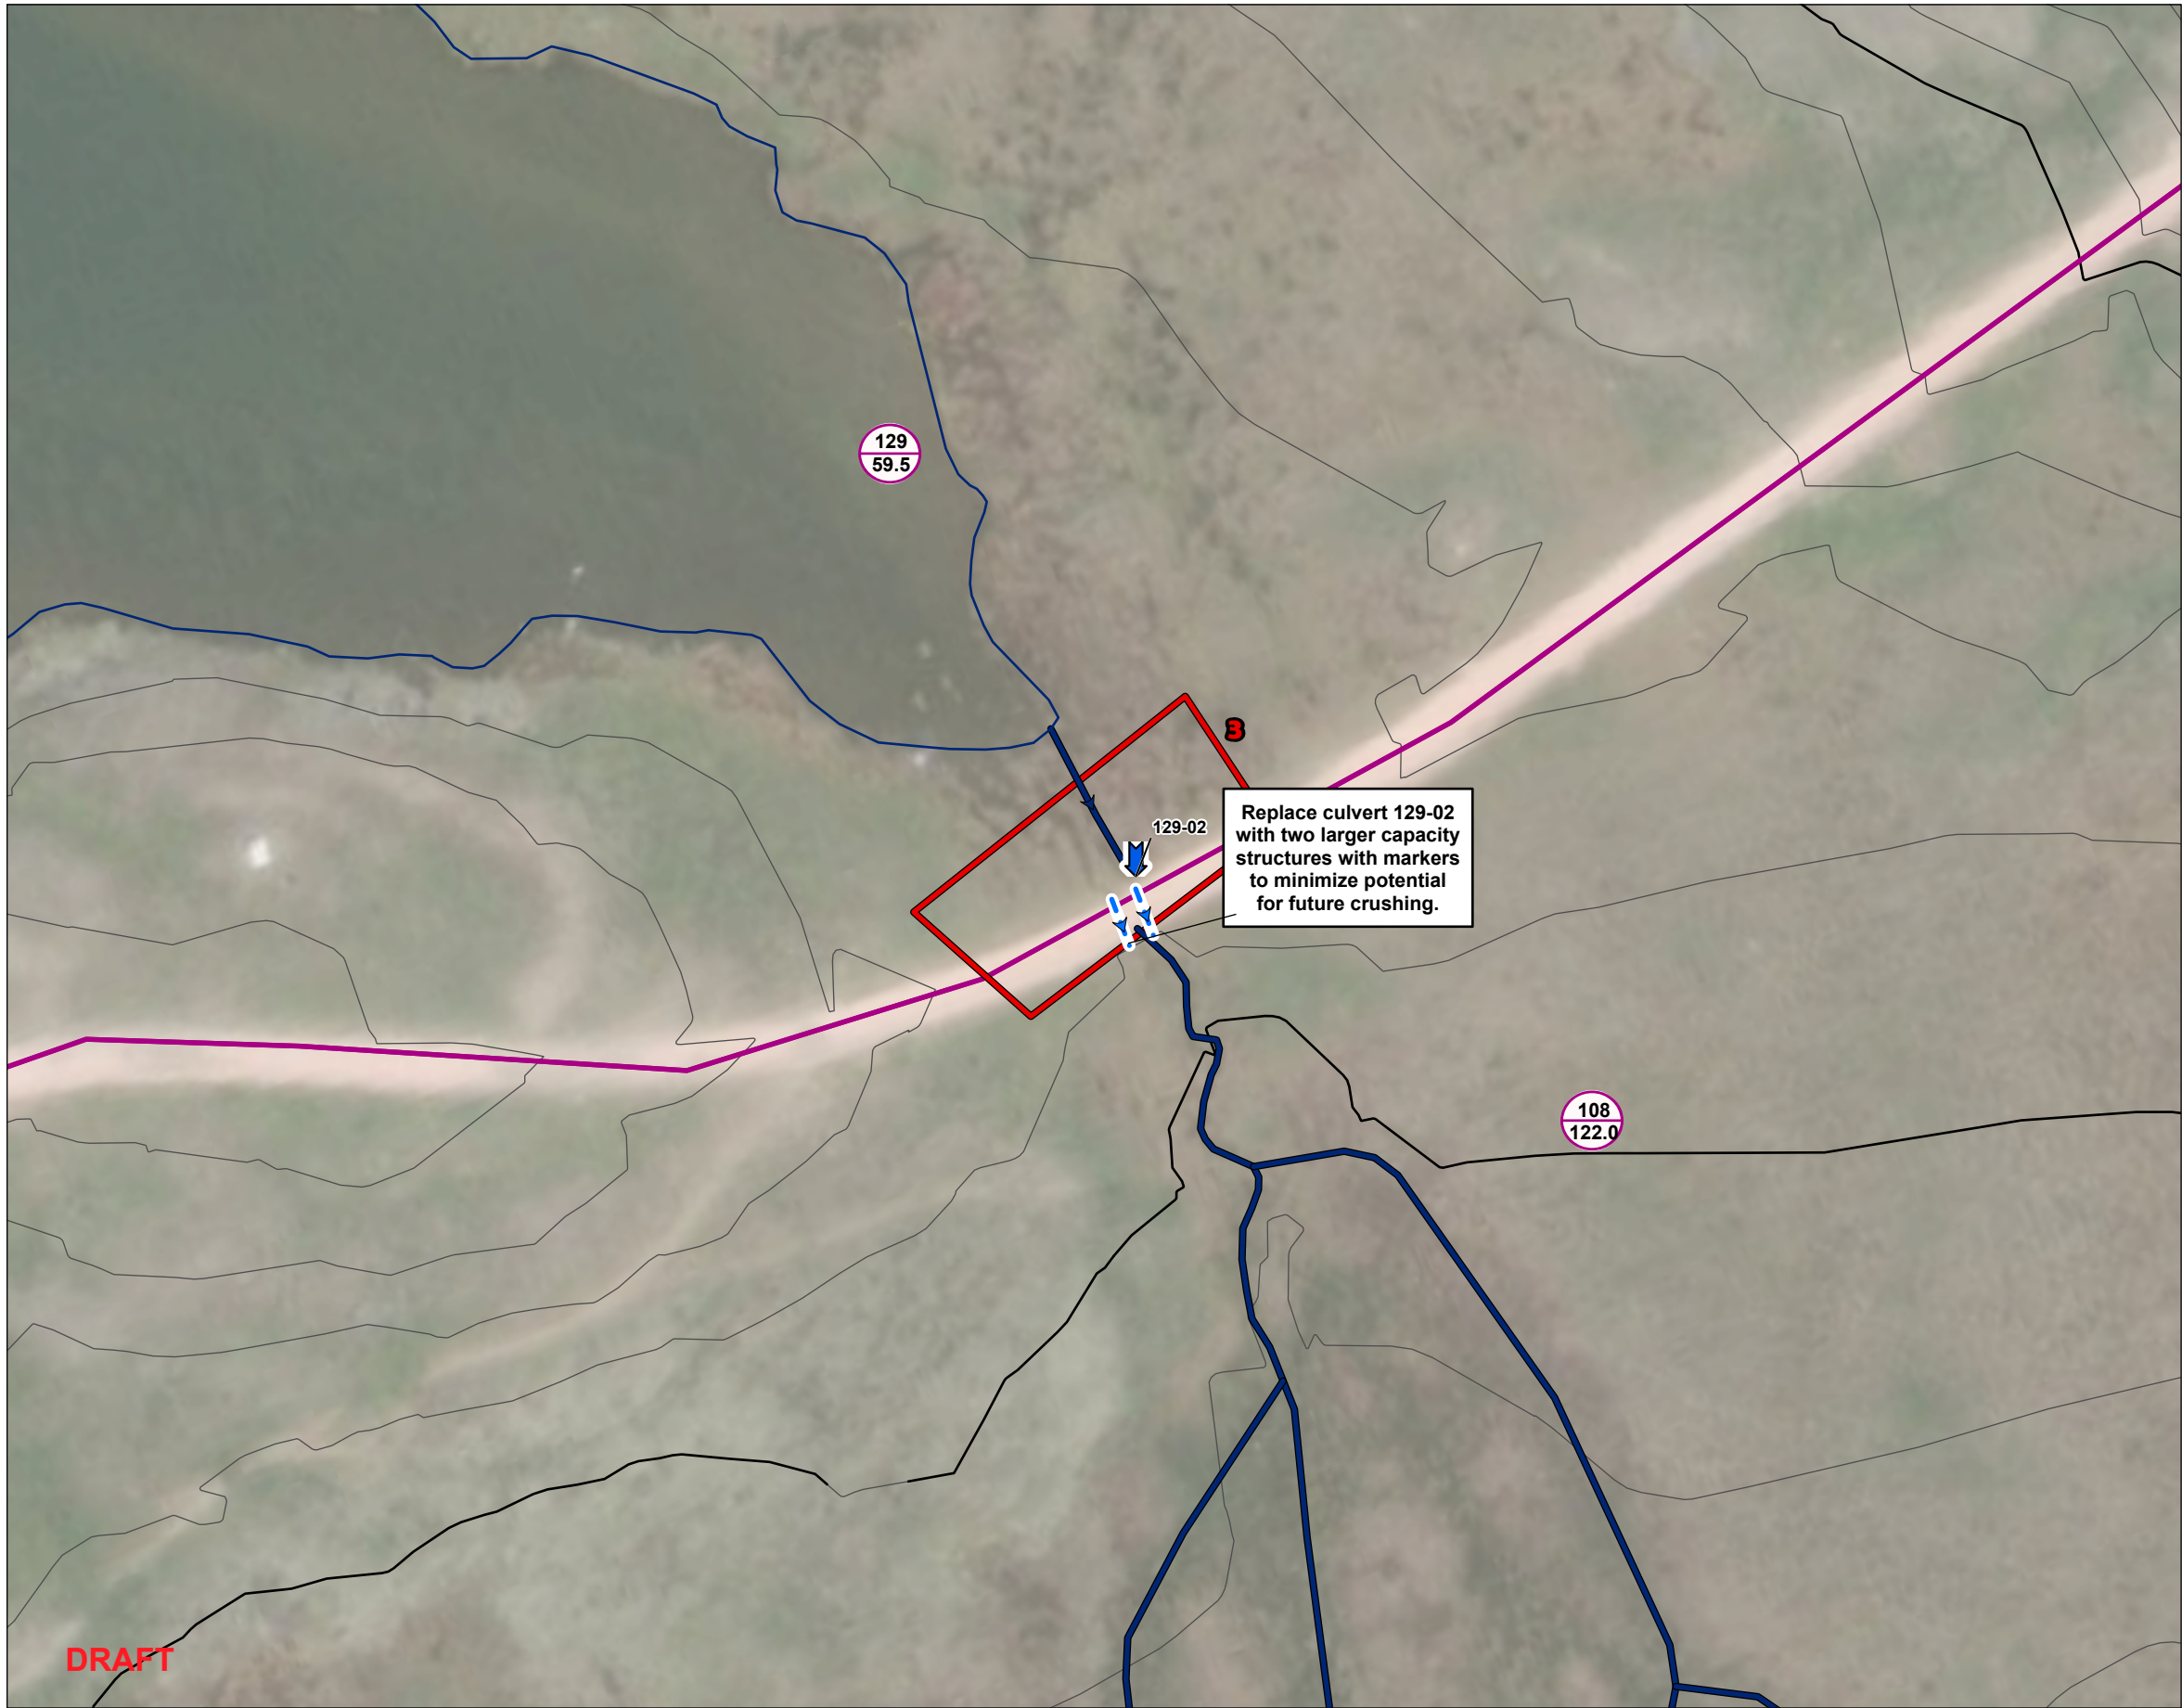 129
59.5
3
129-02
Replace culvert 129-02
with two larger capacity
structures with markers
to minimize potential
for future crushing.
108
122.0
DRAFT